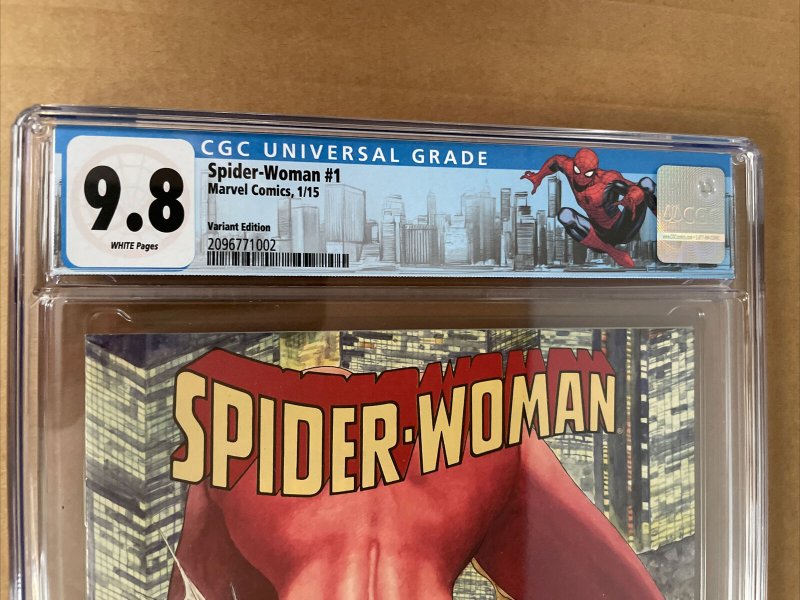 CGC UNIVERSAL GRADE
9.8
WHITE Pages
Spider-Woman #1
Marvel Comics, 1/15
Variant Edition
2096771002
CGC
SPIDER-WOMAN